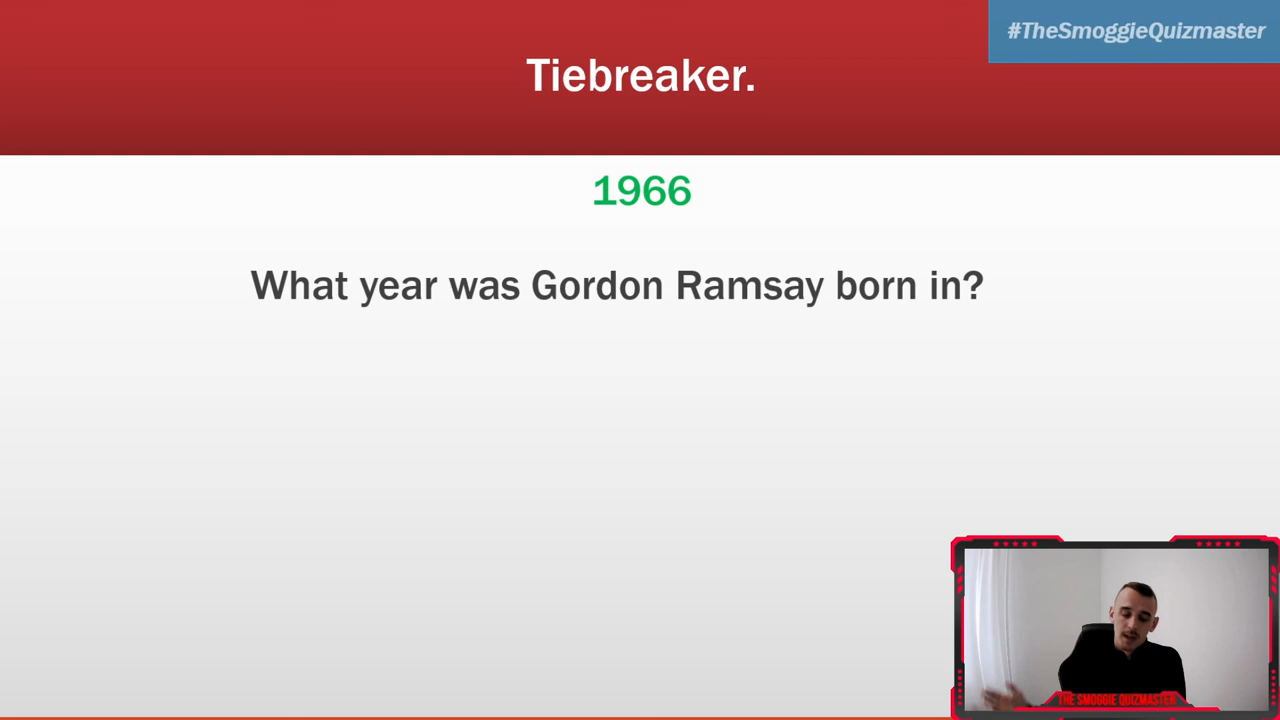 #TheSmoggieQuizmaster
Tiebreaker.
1966
What year was Gordon Ramsay born in?
THE SMOGGIE QUIZMASTER